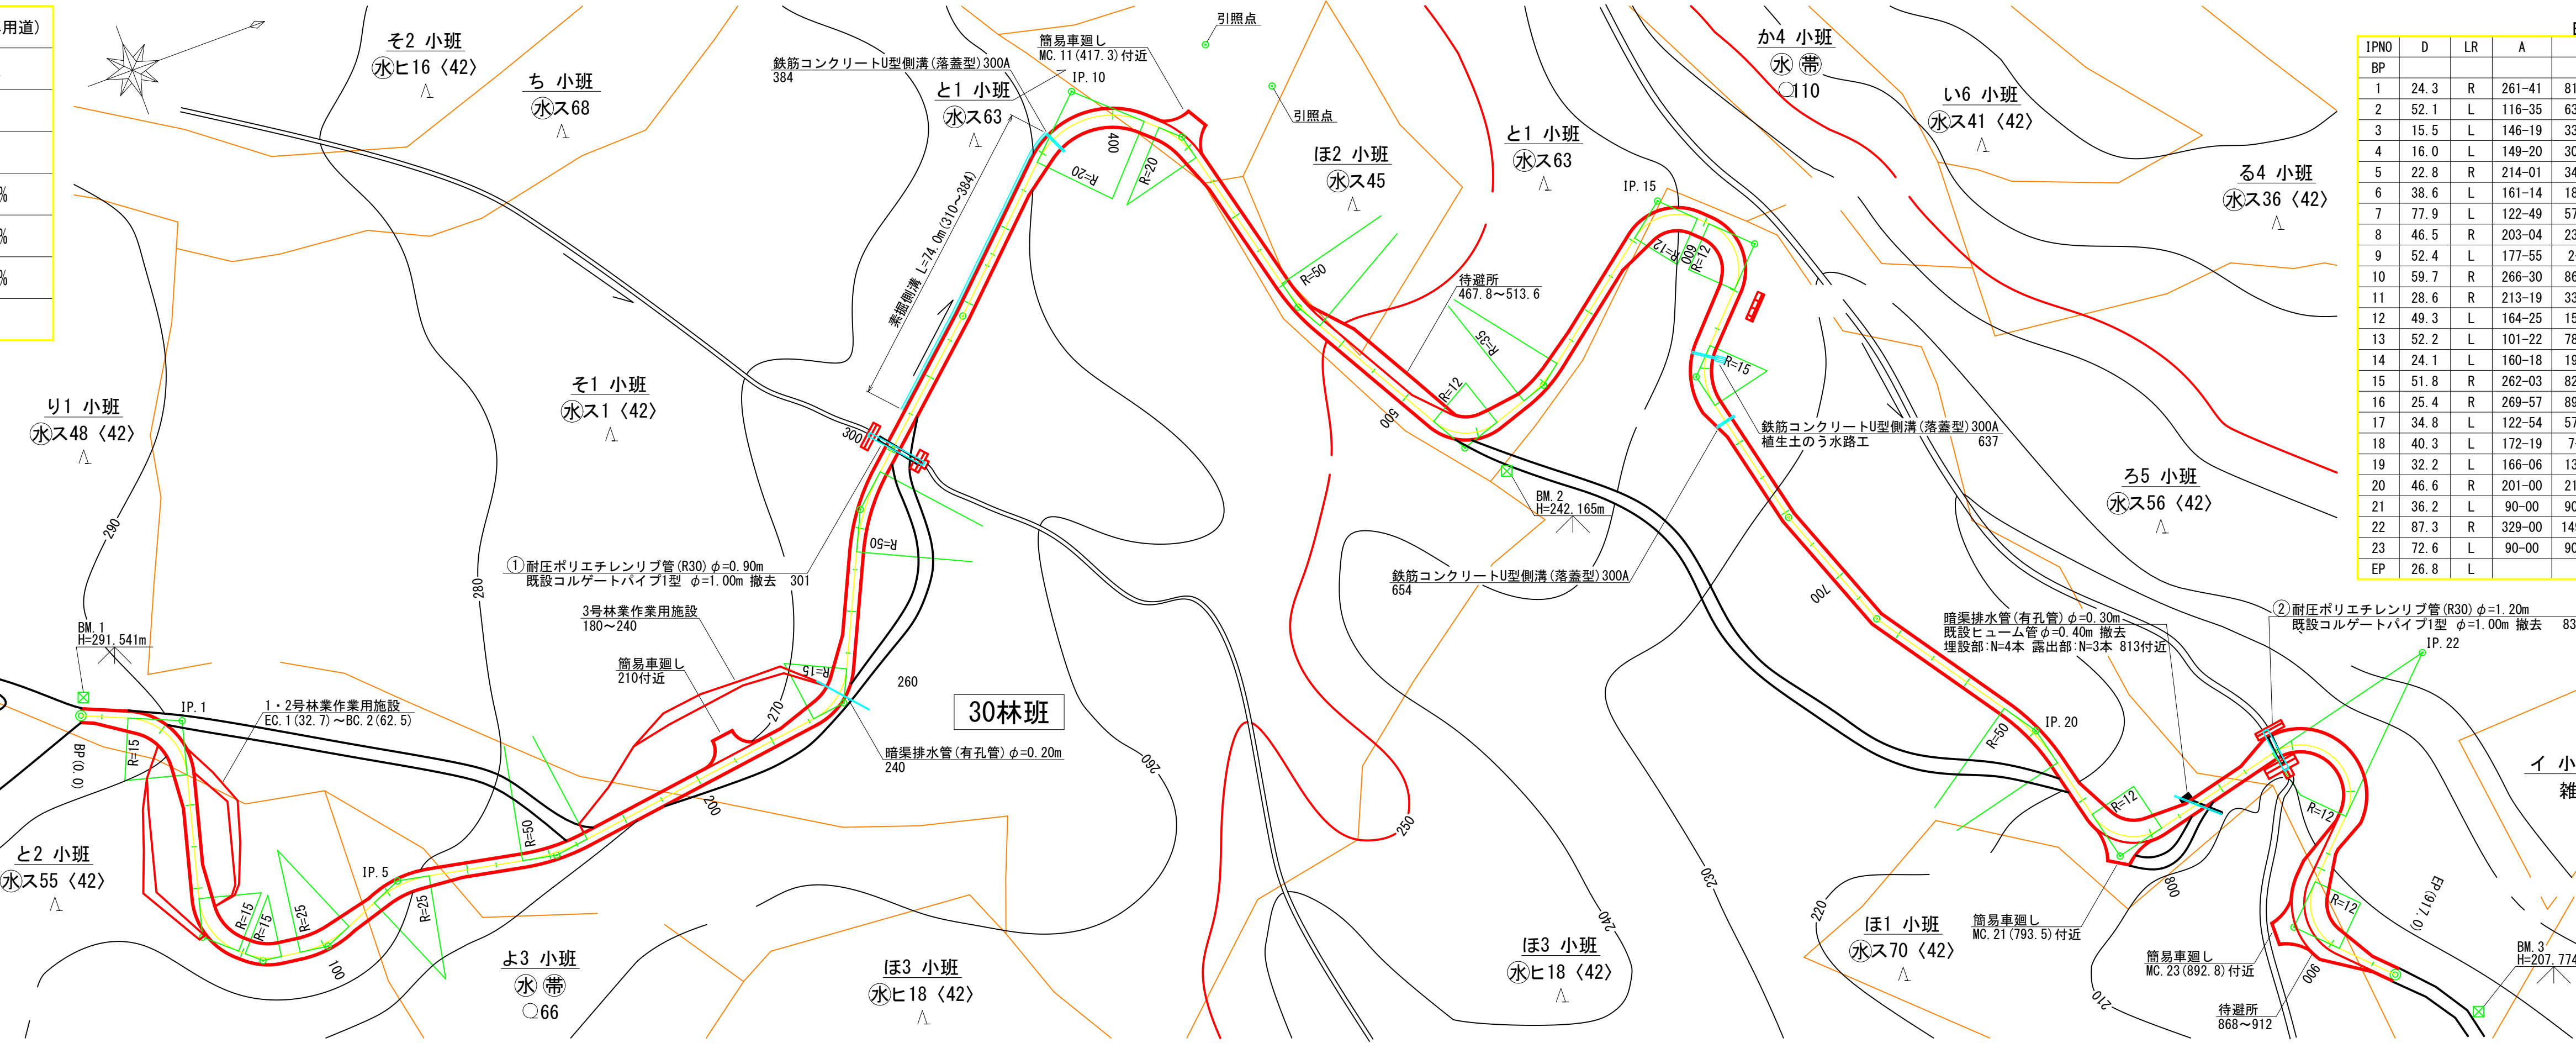 用道)
%
%
%
そ2 小班
水ヒ16〈42〉
ち 小班
水ス68
鉄筋コンクリートU型側溝(落蓋型)300A
384
と1 小班
水ス63
簡易車廻し
MC.11(417.3)付近
IP.10
引照点
引照点
400
R=20
R=20
素掘側溝 L=74.0m(310~384)
ほ2 小班
水ス45
と1 小班
水ス63
か4 小班
水 帯
○110
い6 小班
水ス41〈42〉
る4 小班
水ス36〈42〉
IP.15
R=12
600
R=12
R=50
待避所
467.8~513.6
R=35
R=12
500
R=15
鉄筋コンクリートU型側溝(落蓋型)300A
植生土のう水路工 637
BM.2
H=242.165m
鉄筋コンクリートU型側溝(落蓋型)300A
654
ろ5 小班
水ス56〈42〉
り1 小班
水ス48〈42〉
そ1 小班
水ス1〈42〉
290
280
300
R=50
①耐圧ポリエチレンリブ管(R30)φ=0.90m
既設コルゲートパイプ1型 φ=1.00m 撤去 301
3号林業作業用施設
180~240
簡易車廻し
210付近
R=15
270
260
30林班
暗渠排水管(有孔管)φ=0.20m
240
BM.1
H=291.541m
IP.1
1・2号林業作業用施設
EC.1(32.7)~BC.2(62.5)
BP(0.0)
R=15
R=50
200
IP.5
R=25
R=15
R=15
R=25
100
と2 小班
水ス55〈42〉
よ3 小班
水 帯
○66
ほ3 小班
水ヒ18〈42〉
260
250
ほ3 小班
水ヒ18〈42〉
240
230
700
暗渠排水管(有孔管)φ=0.30m
既設ヒューム管φ=0.40m 撤去
埋設部:N=4本 露出部:N=3本 813付近
IP.20
R=50
R=12
800
220
ほ1 小班
水ス70〈42〉
簡易車廻し
MC.21(793.5)付近
210
簡易車廻し
MC.23(892.8)付近
待避所
868~912
900
R=12
R=12
EP(917.0)
②耐圧ポリエチレンリブ管(R30)φ=1.20m
既設コルゲートパイプ1型 φ=1.00m 撤去 83
IP.22
イ 小
雑
BM.3
H=207.774
IPNO D LR A
BP
1 24.3 R 261-41 81
2 52.1 L 116-35 63
3 15.5 L 146-19 33
4 16.0 L 149-20 30
5 22.8 R 214-01 34
6 38.6 L 161-14 18
7 77.9 L 122-49 57
8 46.5 R 203-04 23
9 52.4 L 177-55 2
10 59.7 R 266-30 86
11 28.6 R 213-19 33
12 49.3 L 164-25 15
13 52.2 L 101-22 78
14 24.1 L 160-18 19
15 51.8 R 262-03 82
16 25.4 R 269-57 89
17 34.8 L 122-54 57
18 40.3 L 172-19 7
19 32.2 L 166-06 13
20 46.6 R 201-00 21
21 36.2 L 90-00 90
22 87.3 R 329-00 14
23 72.6 L 90-00 90
EP 26.8 L